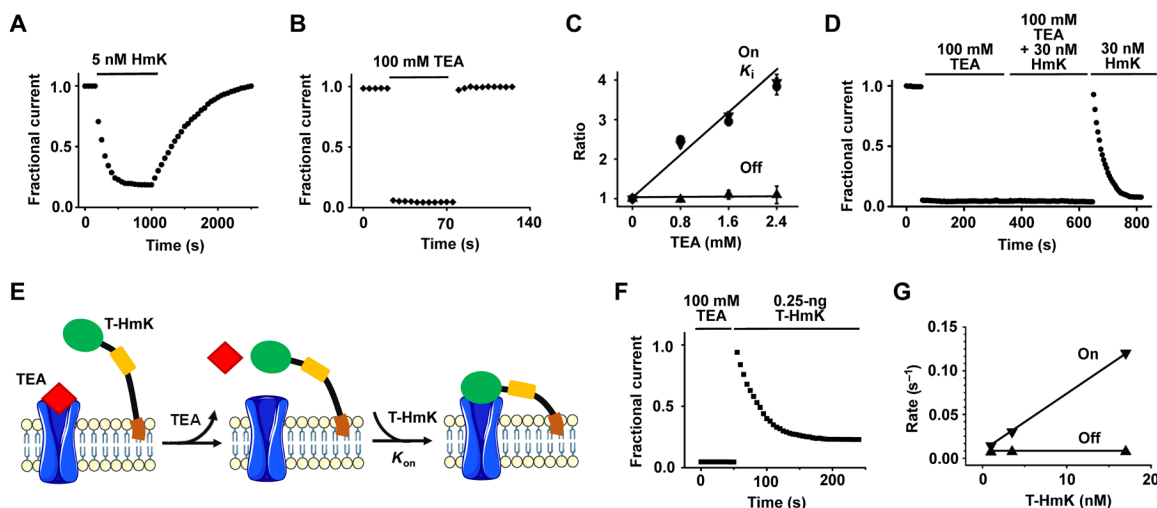 A
5 nM HmK
Fractional current
1.0
0.5
0.0
0
1000
2000
Time (s)
B
100 mM TEA
Fractional current
1.0
0.5
0.0
0
70
140
Time (s)
C
On
Ki
Off
Ratio
4
3
2
1
0
0.8
1.6
2.4
TEA (mM)
D
100 mM
TEA
100 mM
TEA
+ 30 nM
HmK
30 nM
HmK
Fractional current
1.0
0.5
0.0
0
200
400
600
800
Time (s)
E
T-HmK
TEA
TEA
T-HmK
Kon
F
100 mM
TEA
0.25-ng
T-HmK
Fractional current
1.0
0.5
0.0
0
100
200
Time (s)
G
Rate (s⁻¹)
0.15
0.10
0.05
0.00
On
Off
0
10
20
T-HmK (nM)